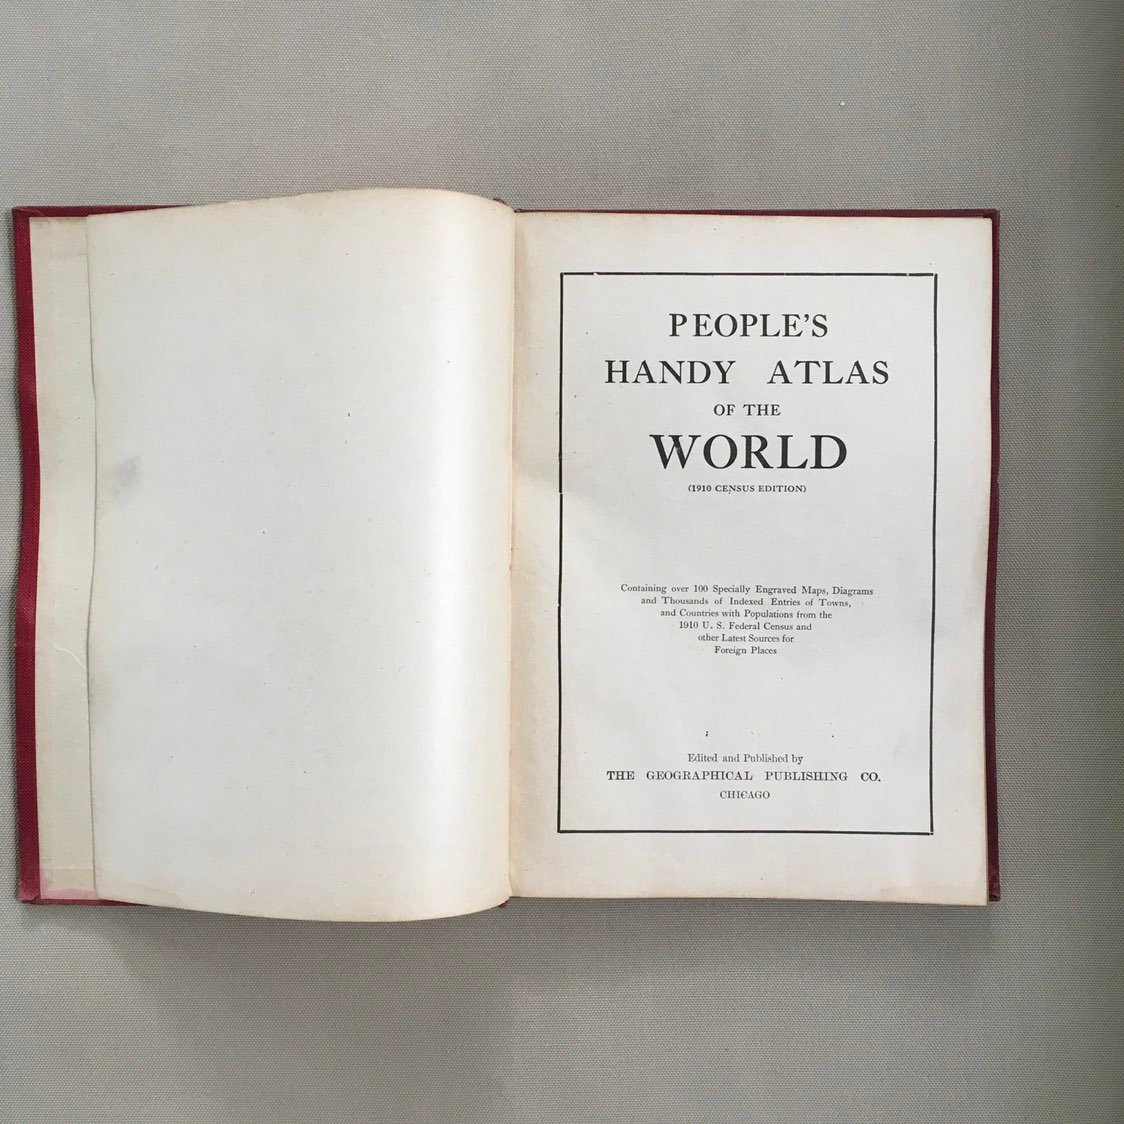 PEOPLE'S
HANDY ATLAS
OF THE
WORLD
(1910 CENSUS EDITION)
Containing over 100 Specially Engraved Maps, Diagrams
and Thousands of Indexed Entries of Towns,
and Countries with Populations from the
1910 U. S. Federal Census and
other Latest Sources for
Foreign Places
Edited and Published by
THE GEOGRAPHICAL PUBLISHING CO.
CHICAGO